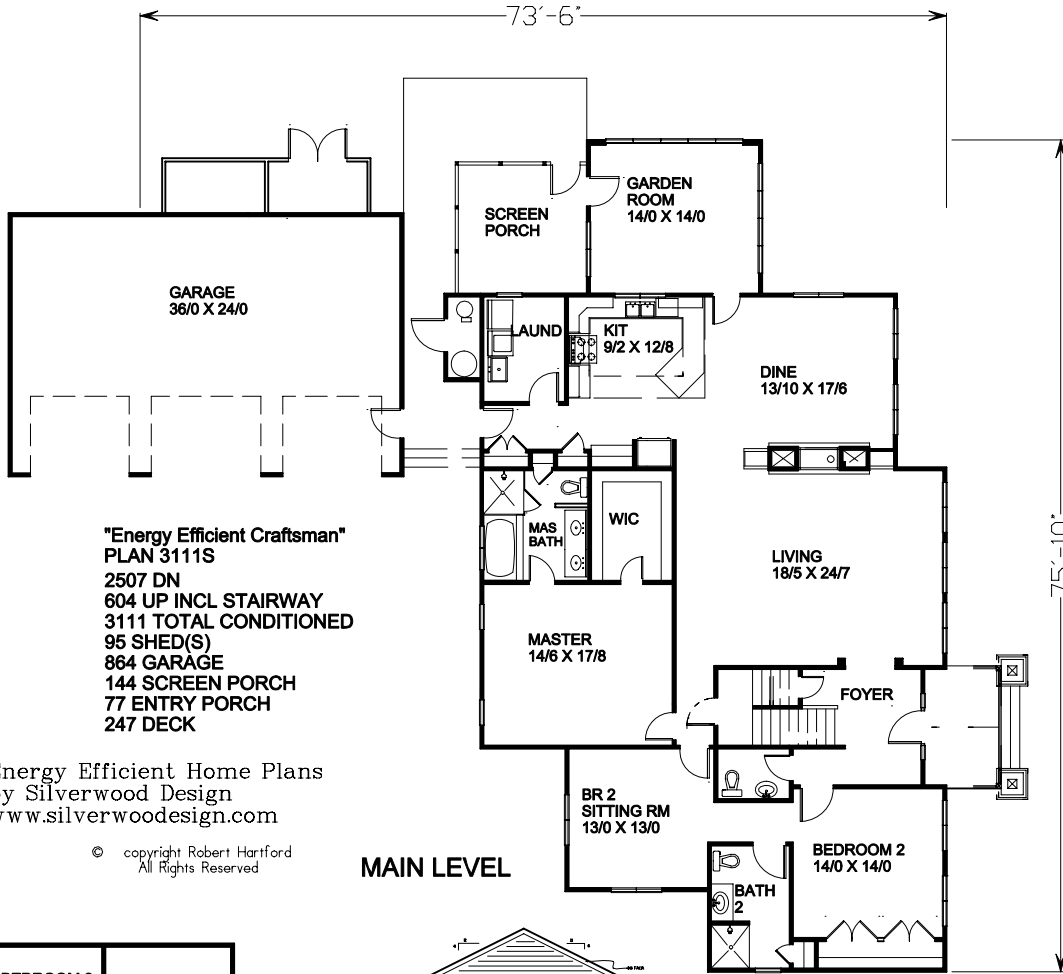 73'-6"
GARDEN
ROOM
14/0 X 14/0
SCREEN
PORCH
GARAGE
36/0 X 24/0
LAUND
KIT
9/2 X 12/8
DINE
13/10 X 17/6
75'-10"
MAS
BATH
WIC
LIVING
18/5 X 24/7
"Energy Efficient Craftsman"
PLAN 3111S
2507 DN
604 UP INCL STAIRWAY
3111 TOTAL CONDITIONED
95 SHED(S)
864 GARAGE
144 SCREEN PORCH
77 ENTRY PORCH
247 DECK
MASTER
14/6 X 17/8
FOYER
Energy Efficient Home Plans
by Silverwood Design
www.silverwoodesign.com
© copyright Robert Hartford
All Rights Reserved
BR 2
SITTING RM
13/0 X 13/0
BEDROOM 2
14/0 X 14/0
BATH
2
MAIN LEVEL